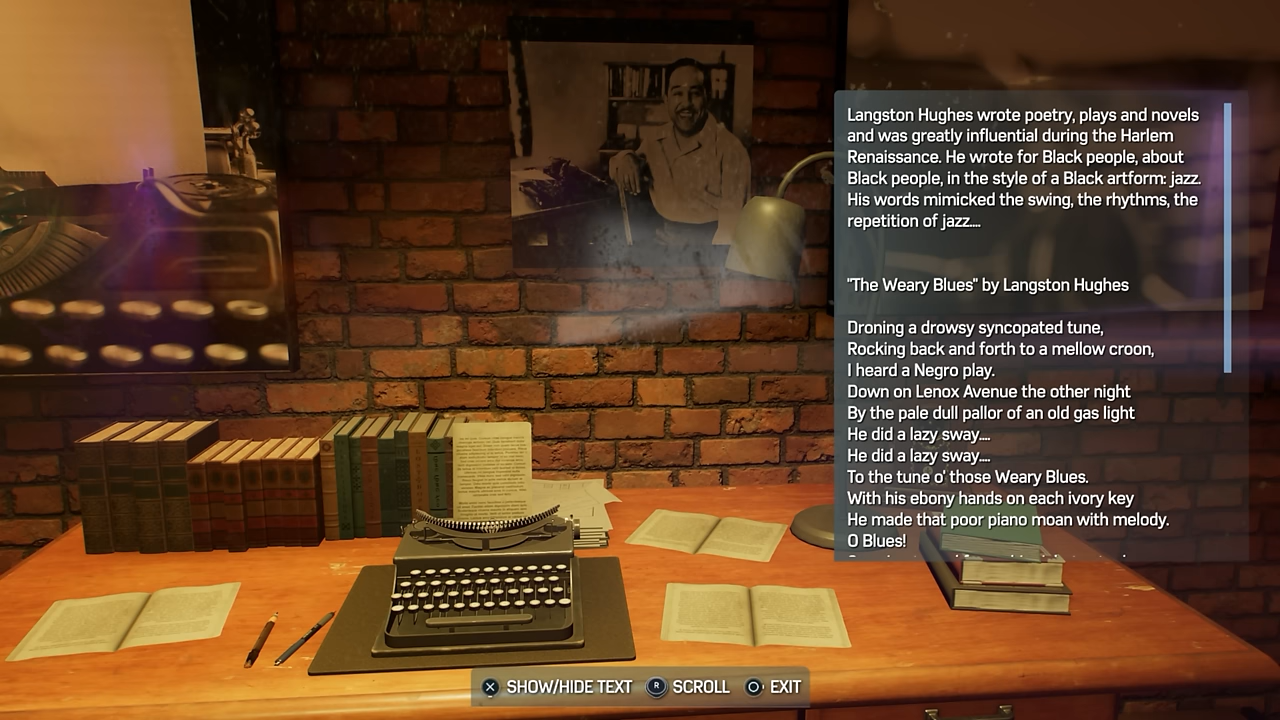 Langston Hughes wrote poetry, plays and novels
and was greatly influential during the Harlem
Renaissance. He wrote for Black people, about
Black people, in the style of a Black artform: jazz.
His words mimicked the swing, the rhythms, the
repetition of jazz....
"The Weary Blues" by Langston Hughes
Droning a drowsy syncopated tune,
Rocking back and forth to a mellow croon,
I heard a Negro play.
Down on Lenox Avenue the other night
By the pale dull pallor of an old gas light
He did a lazy sway....
He did a lazy sway....
To the tune o' those Weary Blues.
With his ebony hands on each ivory key
He made that poor piano moan with melody.
O Blues!
SHOW/HIDE TEXT R SCROLL EXIT